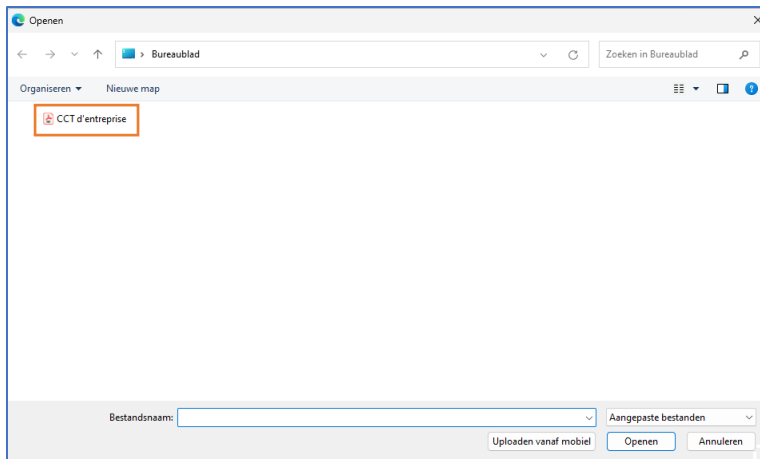 Openen
Bureaublad
Zoeken in Bureaublad
Organiseren Nieuwe map
CCT d'entreprise
Bestandsnaam: Aangepaste bestanden
Uploaden vanaf mobiel Openen Annuleren